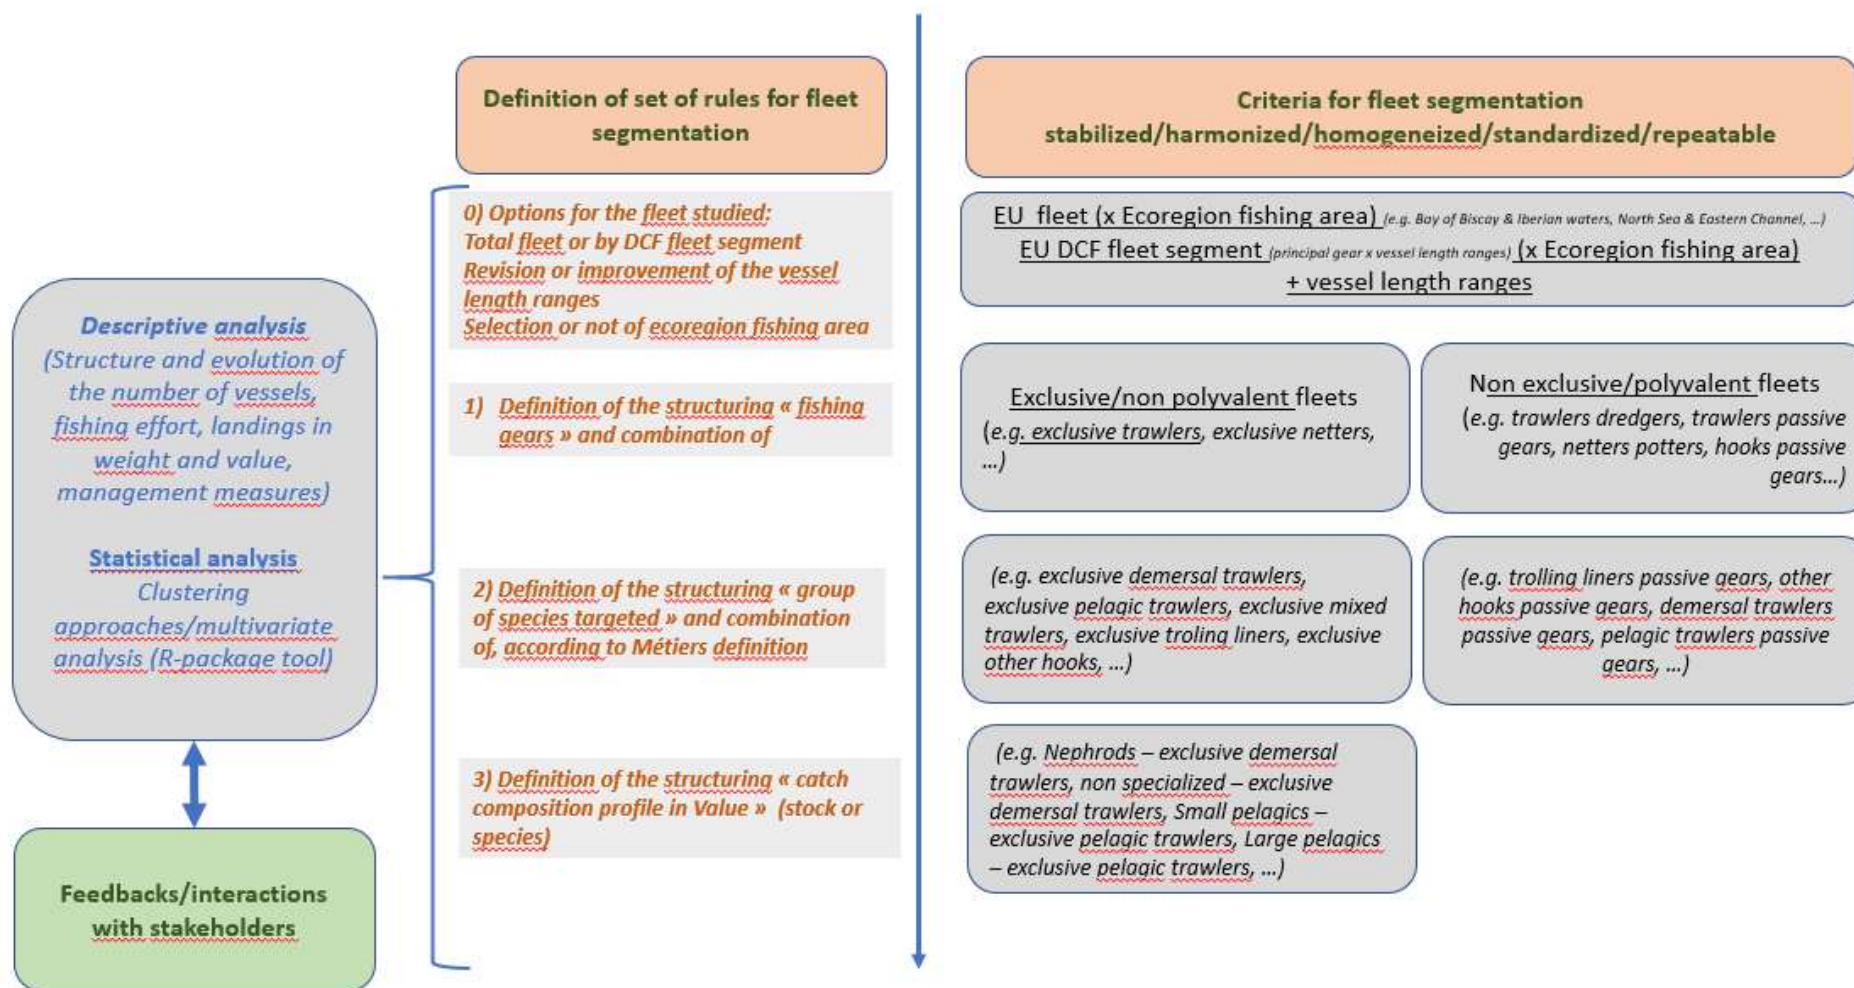 Descriptive analysis
(Structure and evolution of
the number of vessels,
fishing effort, landings in
weight and value,
management measures)
Statistical analysis
Clustering
approaches/multivariate
analysis (R-package tool)
Feedbacks/interactions
with stakeholders
Definition of set of rules for fleet
segmentation
0) Options for the fleet studied:
Total fleet or by DCF fleet segment
Revision or improvement of the vessel
length ranges
Selection or not of ecoregion fishing area
1) Definition of the structuring « fishing
gears » and combination of
2) Definition of the structuring « group
of species targeted » and combination
of, according to Métiers definition
3) Definition of the structuring « catch
composition profile in Value » (stock or
species)
Criteria for fleet segmentation
stabilized/harmonized/homogeneized/standardized/repeatable
EU fleet (x Ecoregion fishing area) (e.g. Bay of Biscay & Iberian waters, North Sea & Eastern Channel, …)
EU DCF fleet segment (principal gear x vessel length ranges) (x Ecoregion fishing area)
+ vessel length ranges
Exclusive/non polyvalent fleets
(e.g. exclusive trawlers, exclusive netters,
…)
Non exclusive/polyvalent fleets
(e.g. trawlers dredgers, trawlers passive
gears, netters potters, hooks passive
gears…)
(e.g. exclusive demersal trawlers,
exclusive pelagic trawlers, exclusive mixed
trawlers, exclusive troling liners, exclusive
other hooks, …)
(e.g. trolling liners passive gears, other
hooks passive gears, demersal trawlers
passive gears, pelagic trawlers passive
gears, …)
(e.g. Nephrods – exclusive demersal
trawlers, non specialized – exclusive
demersal trawlers, Small pelagics –
exclusive pelagic trawlers, Large pelagics
– exclusive pelagic trawlers, …)